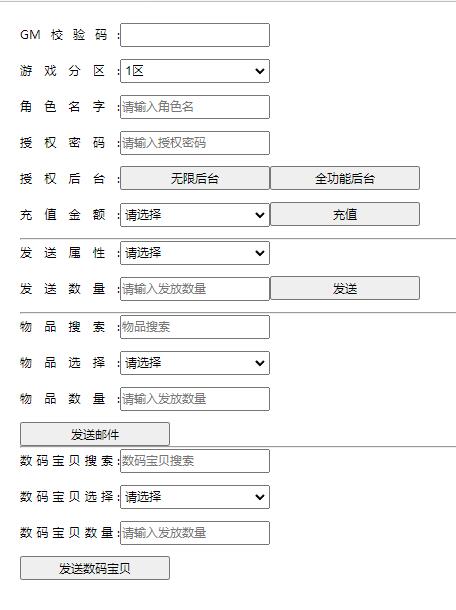 GM校验码:
游戏分区: 1区
角色名字: 请输入角色名
授权密码: 请输入授权密码
授权后台: 无限后台 全功能后台
充值金额: 请选择 充值
发送属性: 请选择
发送数量: 请输入发放数量 发送
物品搜索: 物品搜索
物品选择: 请选择
物品数量: 请输入发放数量
发送邮件
数码宝贝搜索: 数码宝贝搜索
数码宝贝选择: 请选择
数码宝贝数量: 请输入发放数量
发送数码宝贝